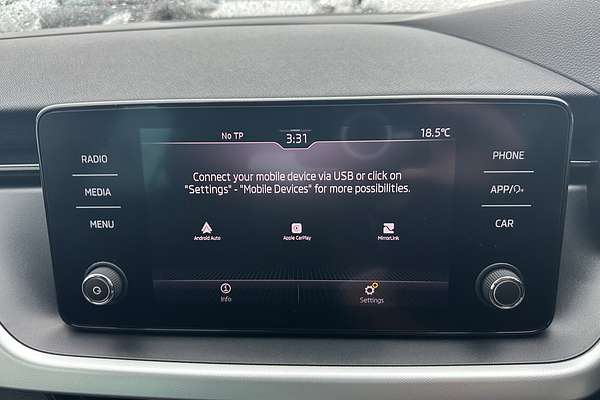 No TP
3:31
18.5°C
RADIO
MEDIA
MENU
Connect your mobile device via USB or click on
"Settings" - "Mobile Devices" for more possibilities.
Android Auto
Apple CarPlay
MirrorLink
Info
Settings
PHONE
APP/
CAR